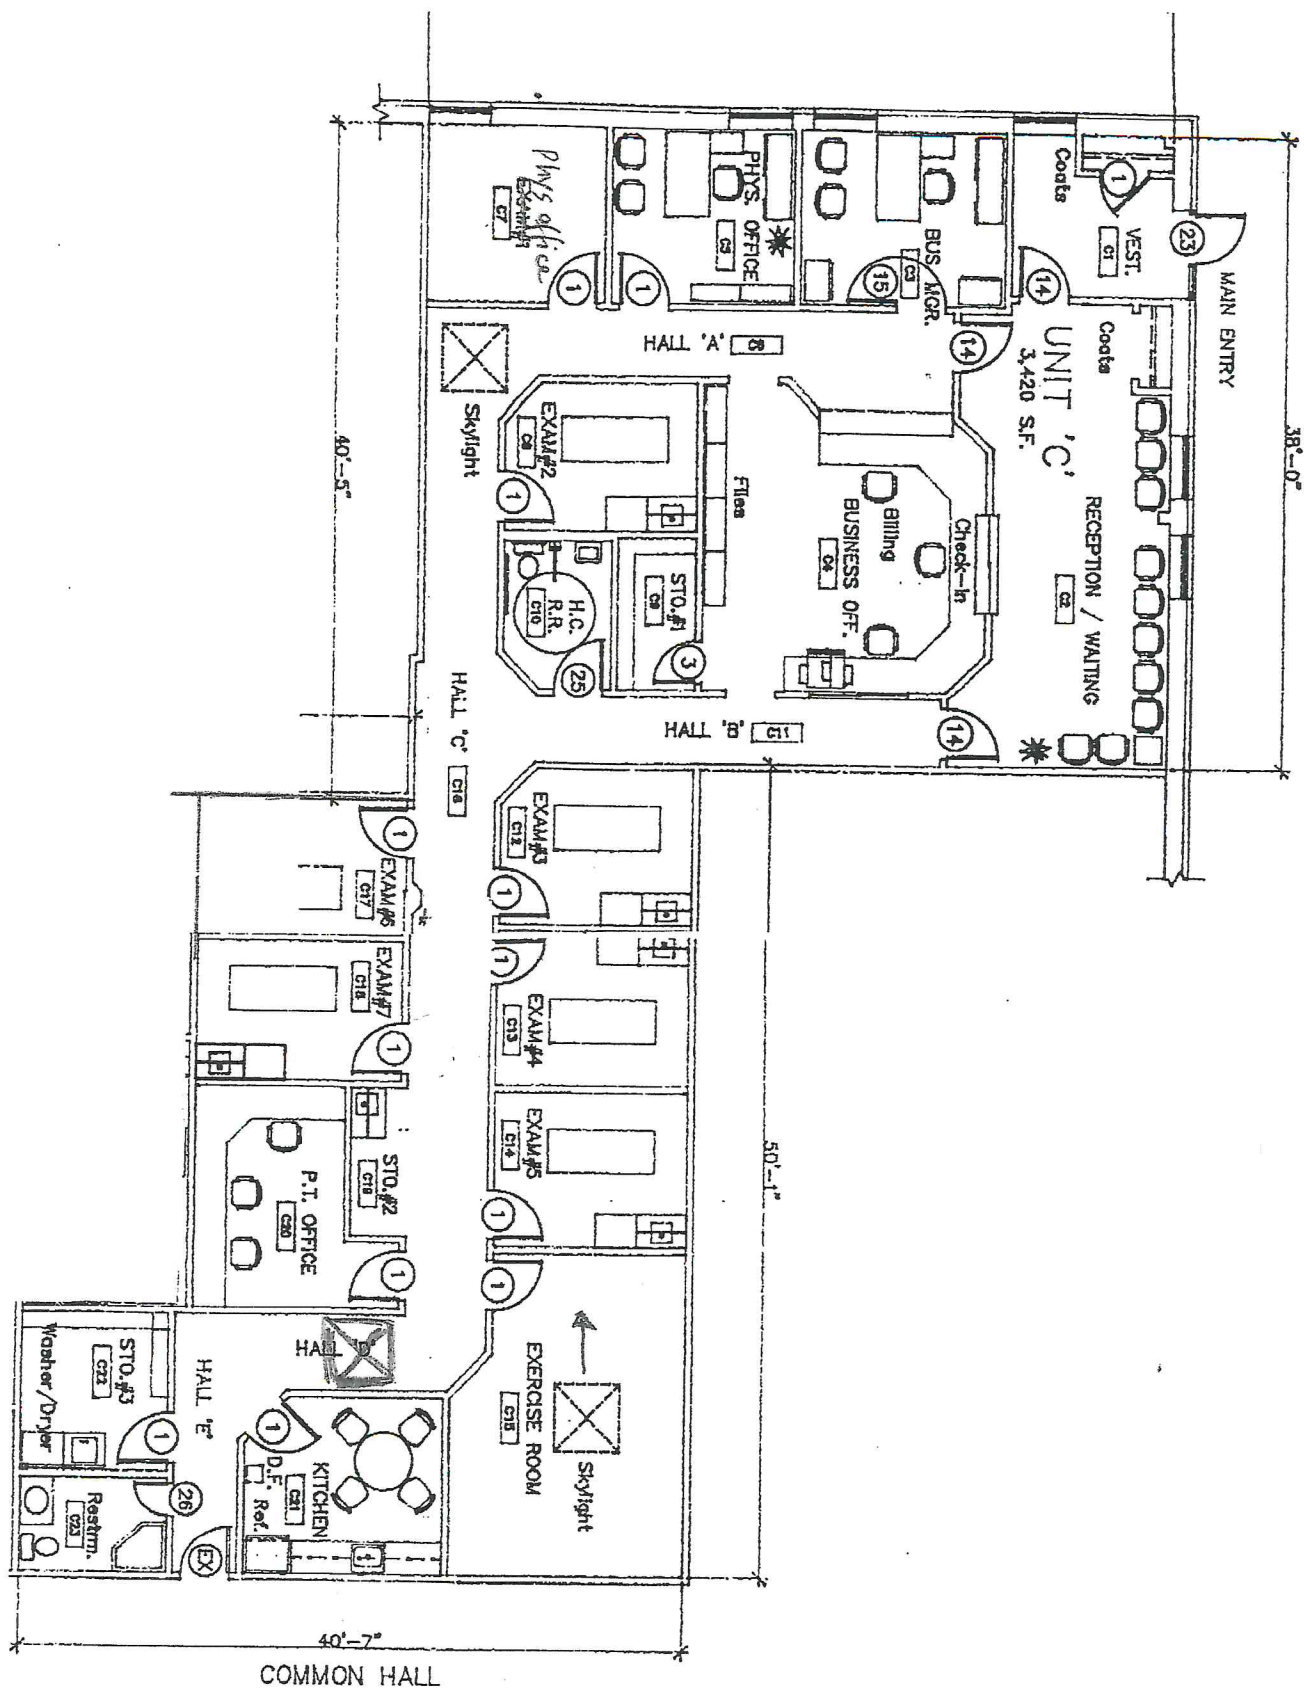 38'-0"
MAIN ENTRY
23
1
VEST.
C1
Coats
14
Coats
UNIT 'C'
3,420 S.F.
RECEPTION / WAITING
C2
BUS. MGR.
C3
15
14
PHYS. OFFICE
C5
1
Phys office
C7
1
HALL 'A'
Check-In
Billing
BUSINESS OFF.
C4
Files
EXAM#2
1
Skylight
STO.#1
C9
3
H.C.
R.R.
C10
25
HALL 'B'
C11
14
40'-5"
HALL 'C'
C16
EXAM#3
C12
1
EXAM#4
C13
1
EXAM#5
C14
1
50'-1"
EXAM#6
C17
1
EXAM#7
C18
1
STO.#2
C19
P.T. OFFICE
C20
1
1
EXERCISE ROOM
C15
Skylight
HALL 'D'
HALL 'E'
KITCHEN
C21
1
D.F.
Ref.
STO.#3
C22
Washer/Dryer
1
Restrm.
C23
26
EX
40'-7"
COMMON HALL